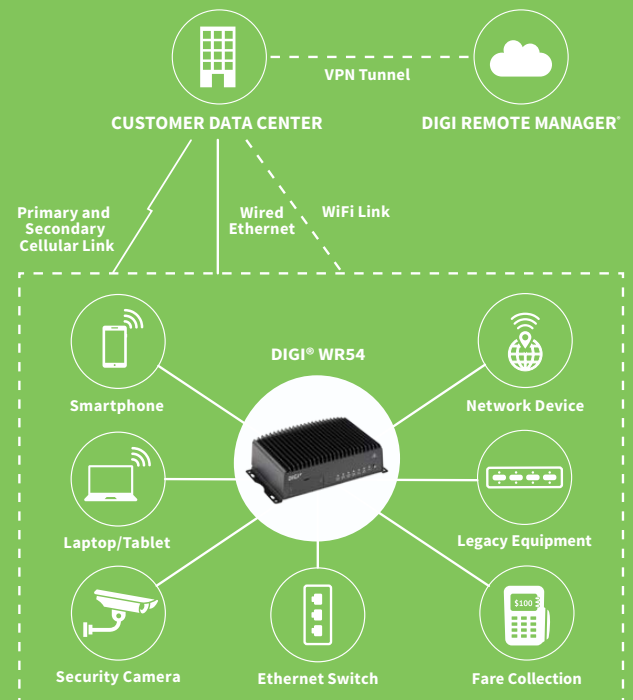 VPN Tunnel
CUSTOMER DATA CENTER
DIGI REMOTE MANAGER®
Primary and
Secondary
Cellular Link
Wired
Ethernet
WiFi Link
DIGI® WR54
Smartphone
Network Device
DIGI
Laptop/Tablet
Legacy Equipment
$100
Security Camera
Ethernet Switch
Fare Collection